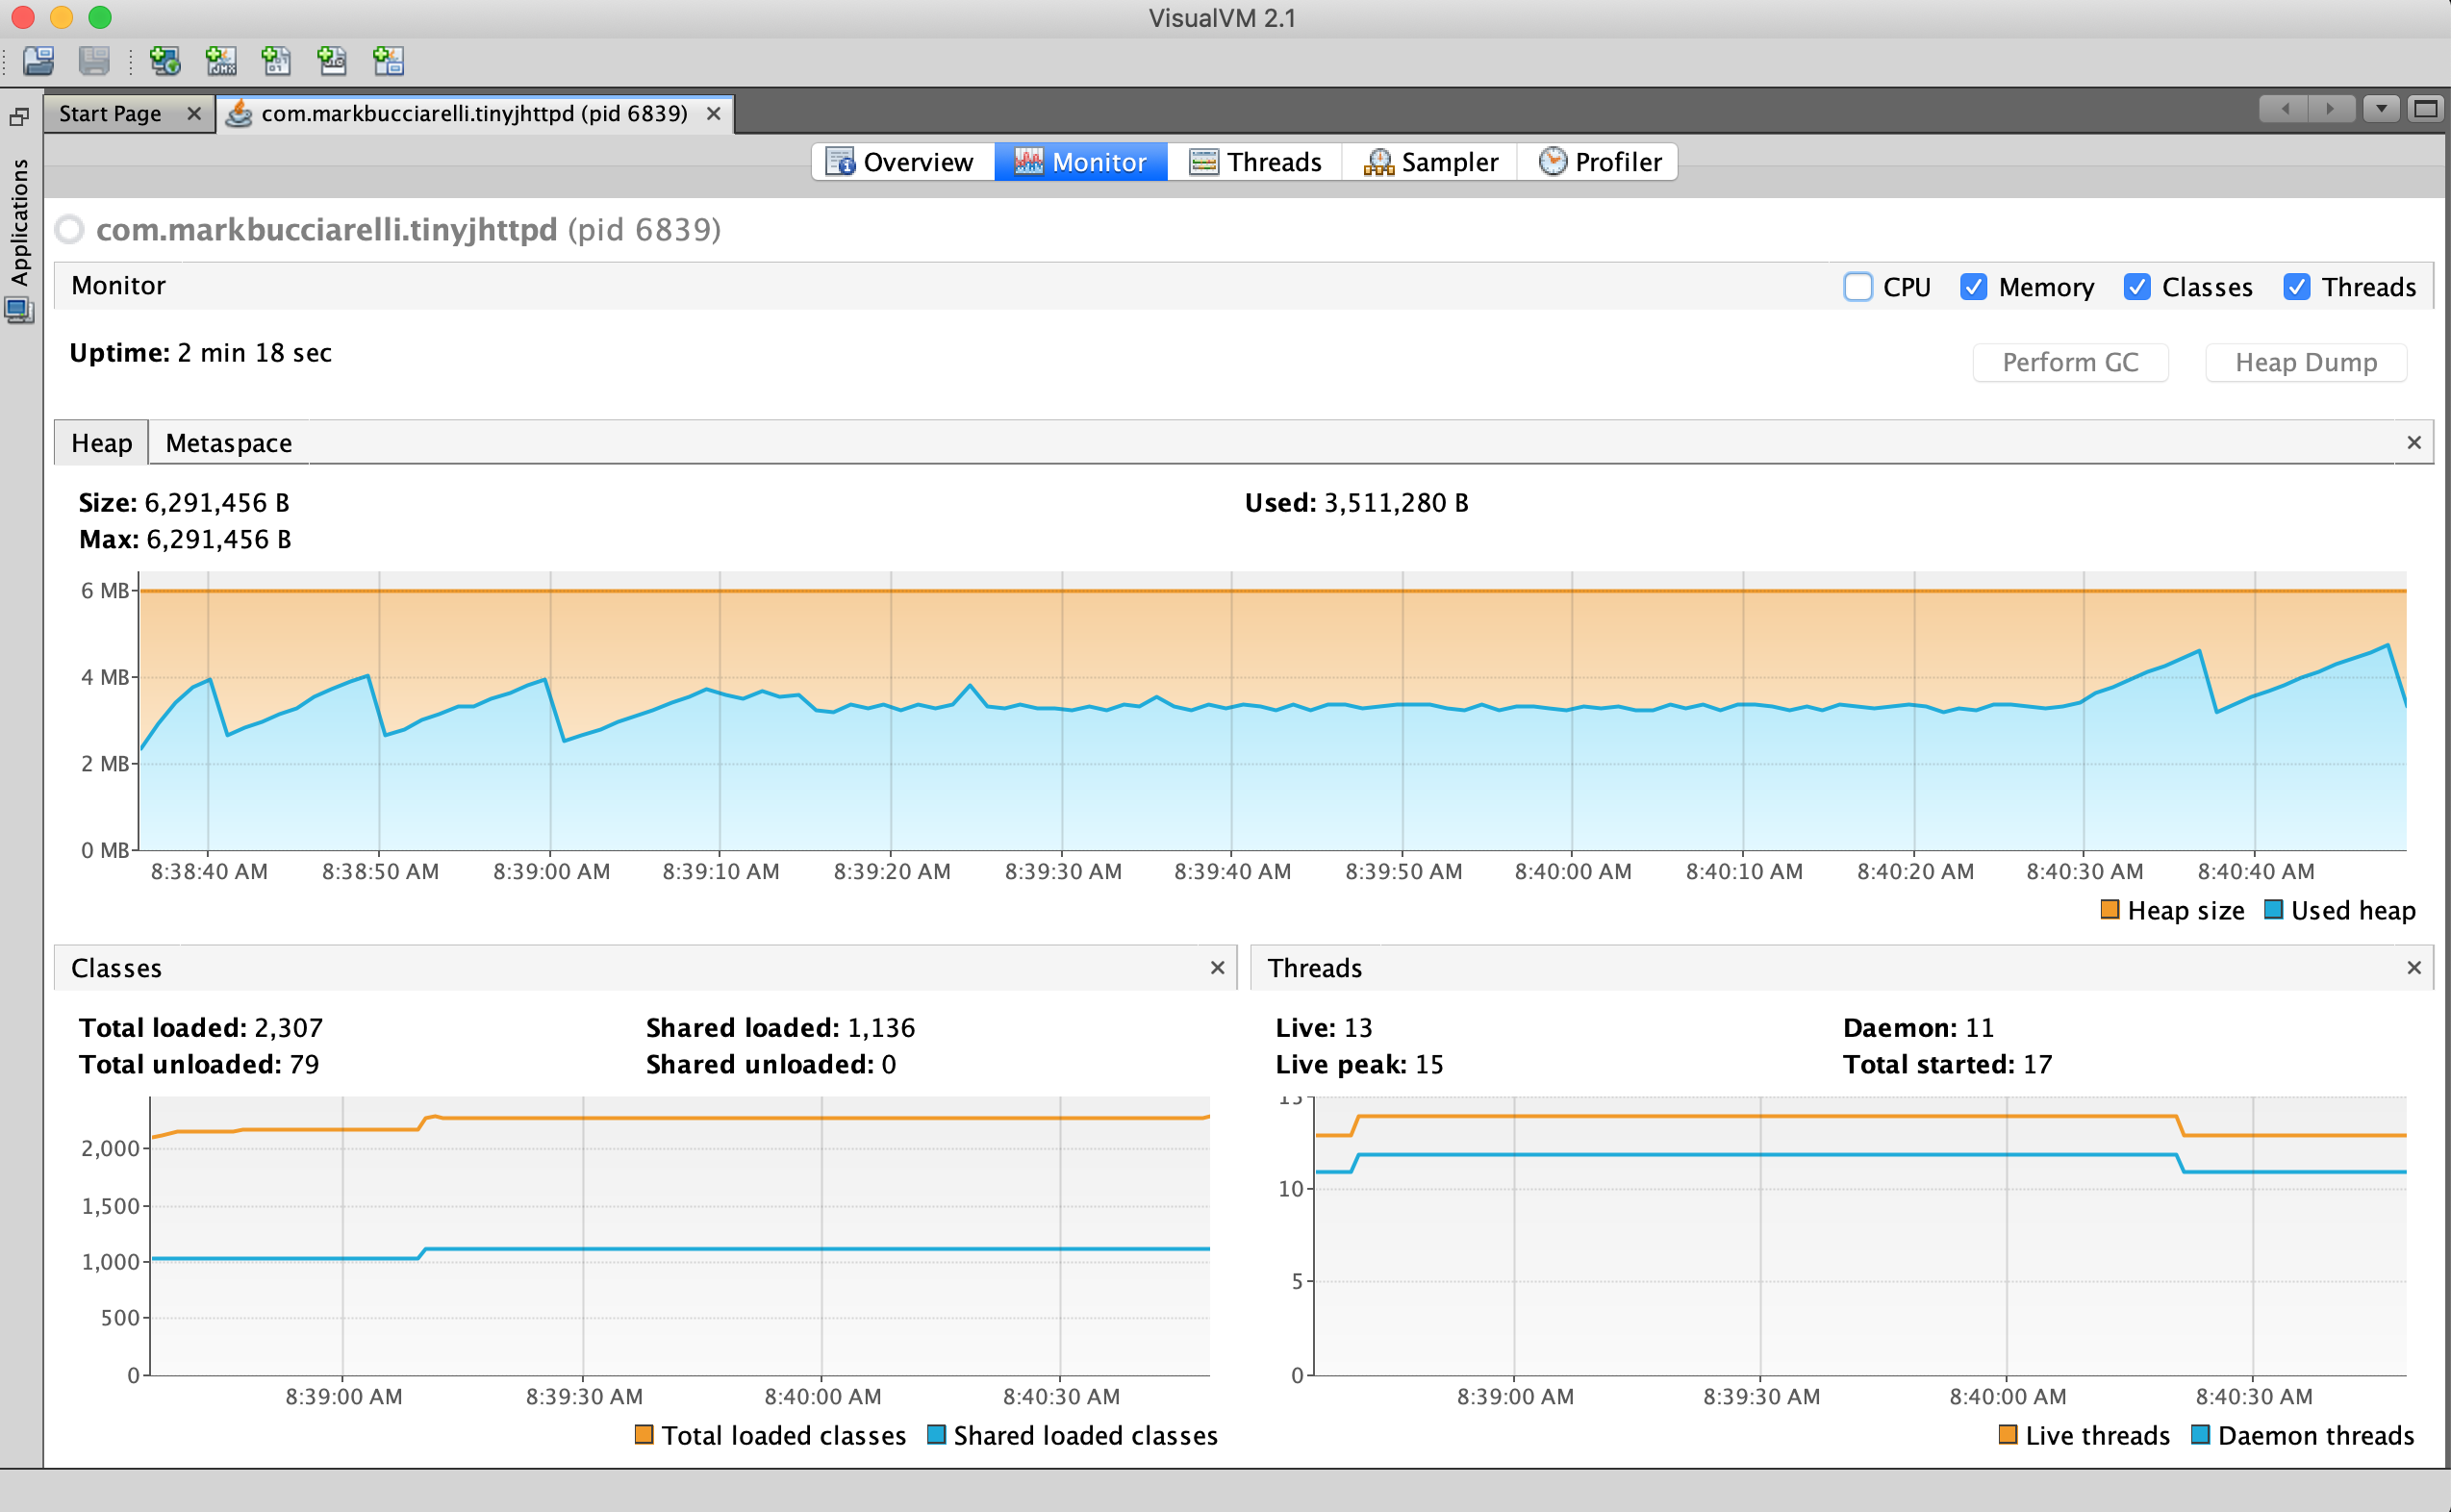 VisualVM 2.1
Start Page
com.markbucciarelli.tinyjhttpd (pid 6839)
Applications
Overview Monitor Threads Sampler Profiler
com.markbucciarelli.tinyjhttpd (pid 6839)
Monitor
CPU Memory Classes Threads
Uptime: 2 min 18 sec
Perform GC Heap Dump
Heap Metaspace
Size: 6,291,456 B
Used: 3,511,280 B
Max: 6,291,456 B
6 MB
4 MB
2 MB
0 MB
8:38:40 AM 8:38:50 AM 8:39:00 AM 8:39:10 AM 8:39:20 AM 8:39:30 AM 8:39:40 AM 8:39:50 AM 8:40:00 AM 8:40:10 AM 8:40:20 AM 8:40:30 AM 8:40:40 AM
Heap size Used heap
Classes
Total loaded: 2,307
Shared loaded: 1,136
Total unloaded: 79
Shared unloaded: 0
2,000
1,500
1,000
500
0
8:39:00 AM 8:39:30 AM 8:40:00 AM 8:40:30 AM
Total loaded classes Shared loaded classes
Threads
Live: 13
Daemon: 11
Live peak: 15
Total started: 17
15
10
5
0
8:39:00 AM 8:39:30 AM 8:40:00 AM 8:40:30 AM
Live threads Daemon threads